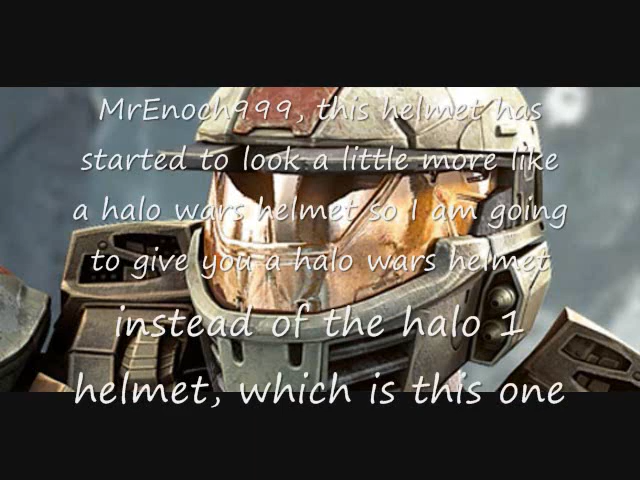 MrEnoch999, this helmet has
started to look a little more like
a halo wars helmet so I am going
to give you a halo wars helmet
instead of the halo 1
helmet, which is this one